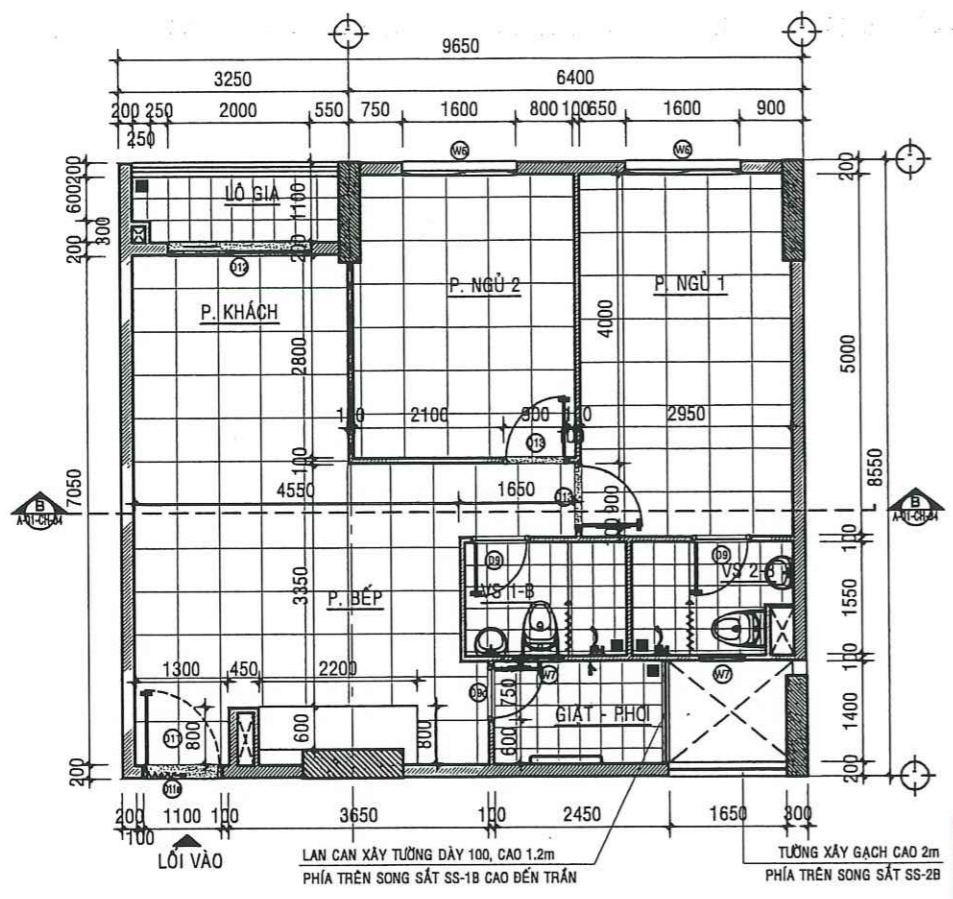 9650
3250 6400
200 250 2000 550 750 1600 800 100 650 1600 900
250
W6 W6
200
600
300
200
7050
200
LÔ GIA
1100
D12
P. KHÁCH
P. NGỦ 2
P. NGỦ 1
2800
4000
2100 2950
D13
100
4550 1650
D13
900
B
A-01-CH-04
B
A-01-CH-04
200
5000
8550
100
1550
1400
200
3350
P. BẾP
D9
VS 1-B
D9
VS 2-B
1300 450 2200
W7 W7
750
600
GIẶT - PHƠI
800
600
800
D11
200 1100 100 3650 100 2450 1650 300
100
LỐI VÀO
LAN CAN XÂY TƯỜNG DÀY 100, CAO 1.2m
PHÍA TRÊN SONG SẮT SS-1B CAO ĐẾN TRẦN
TƯỜNG XÂY GẠCH CAO 2m
PHÍA TRÊN SONG SẮT SS-2B